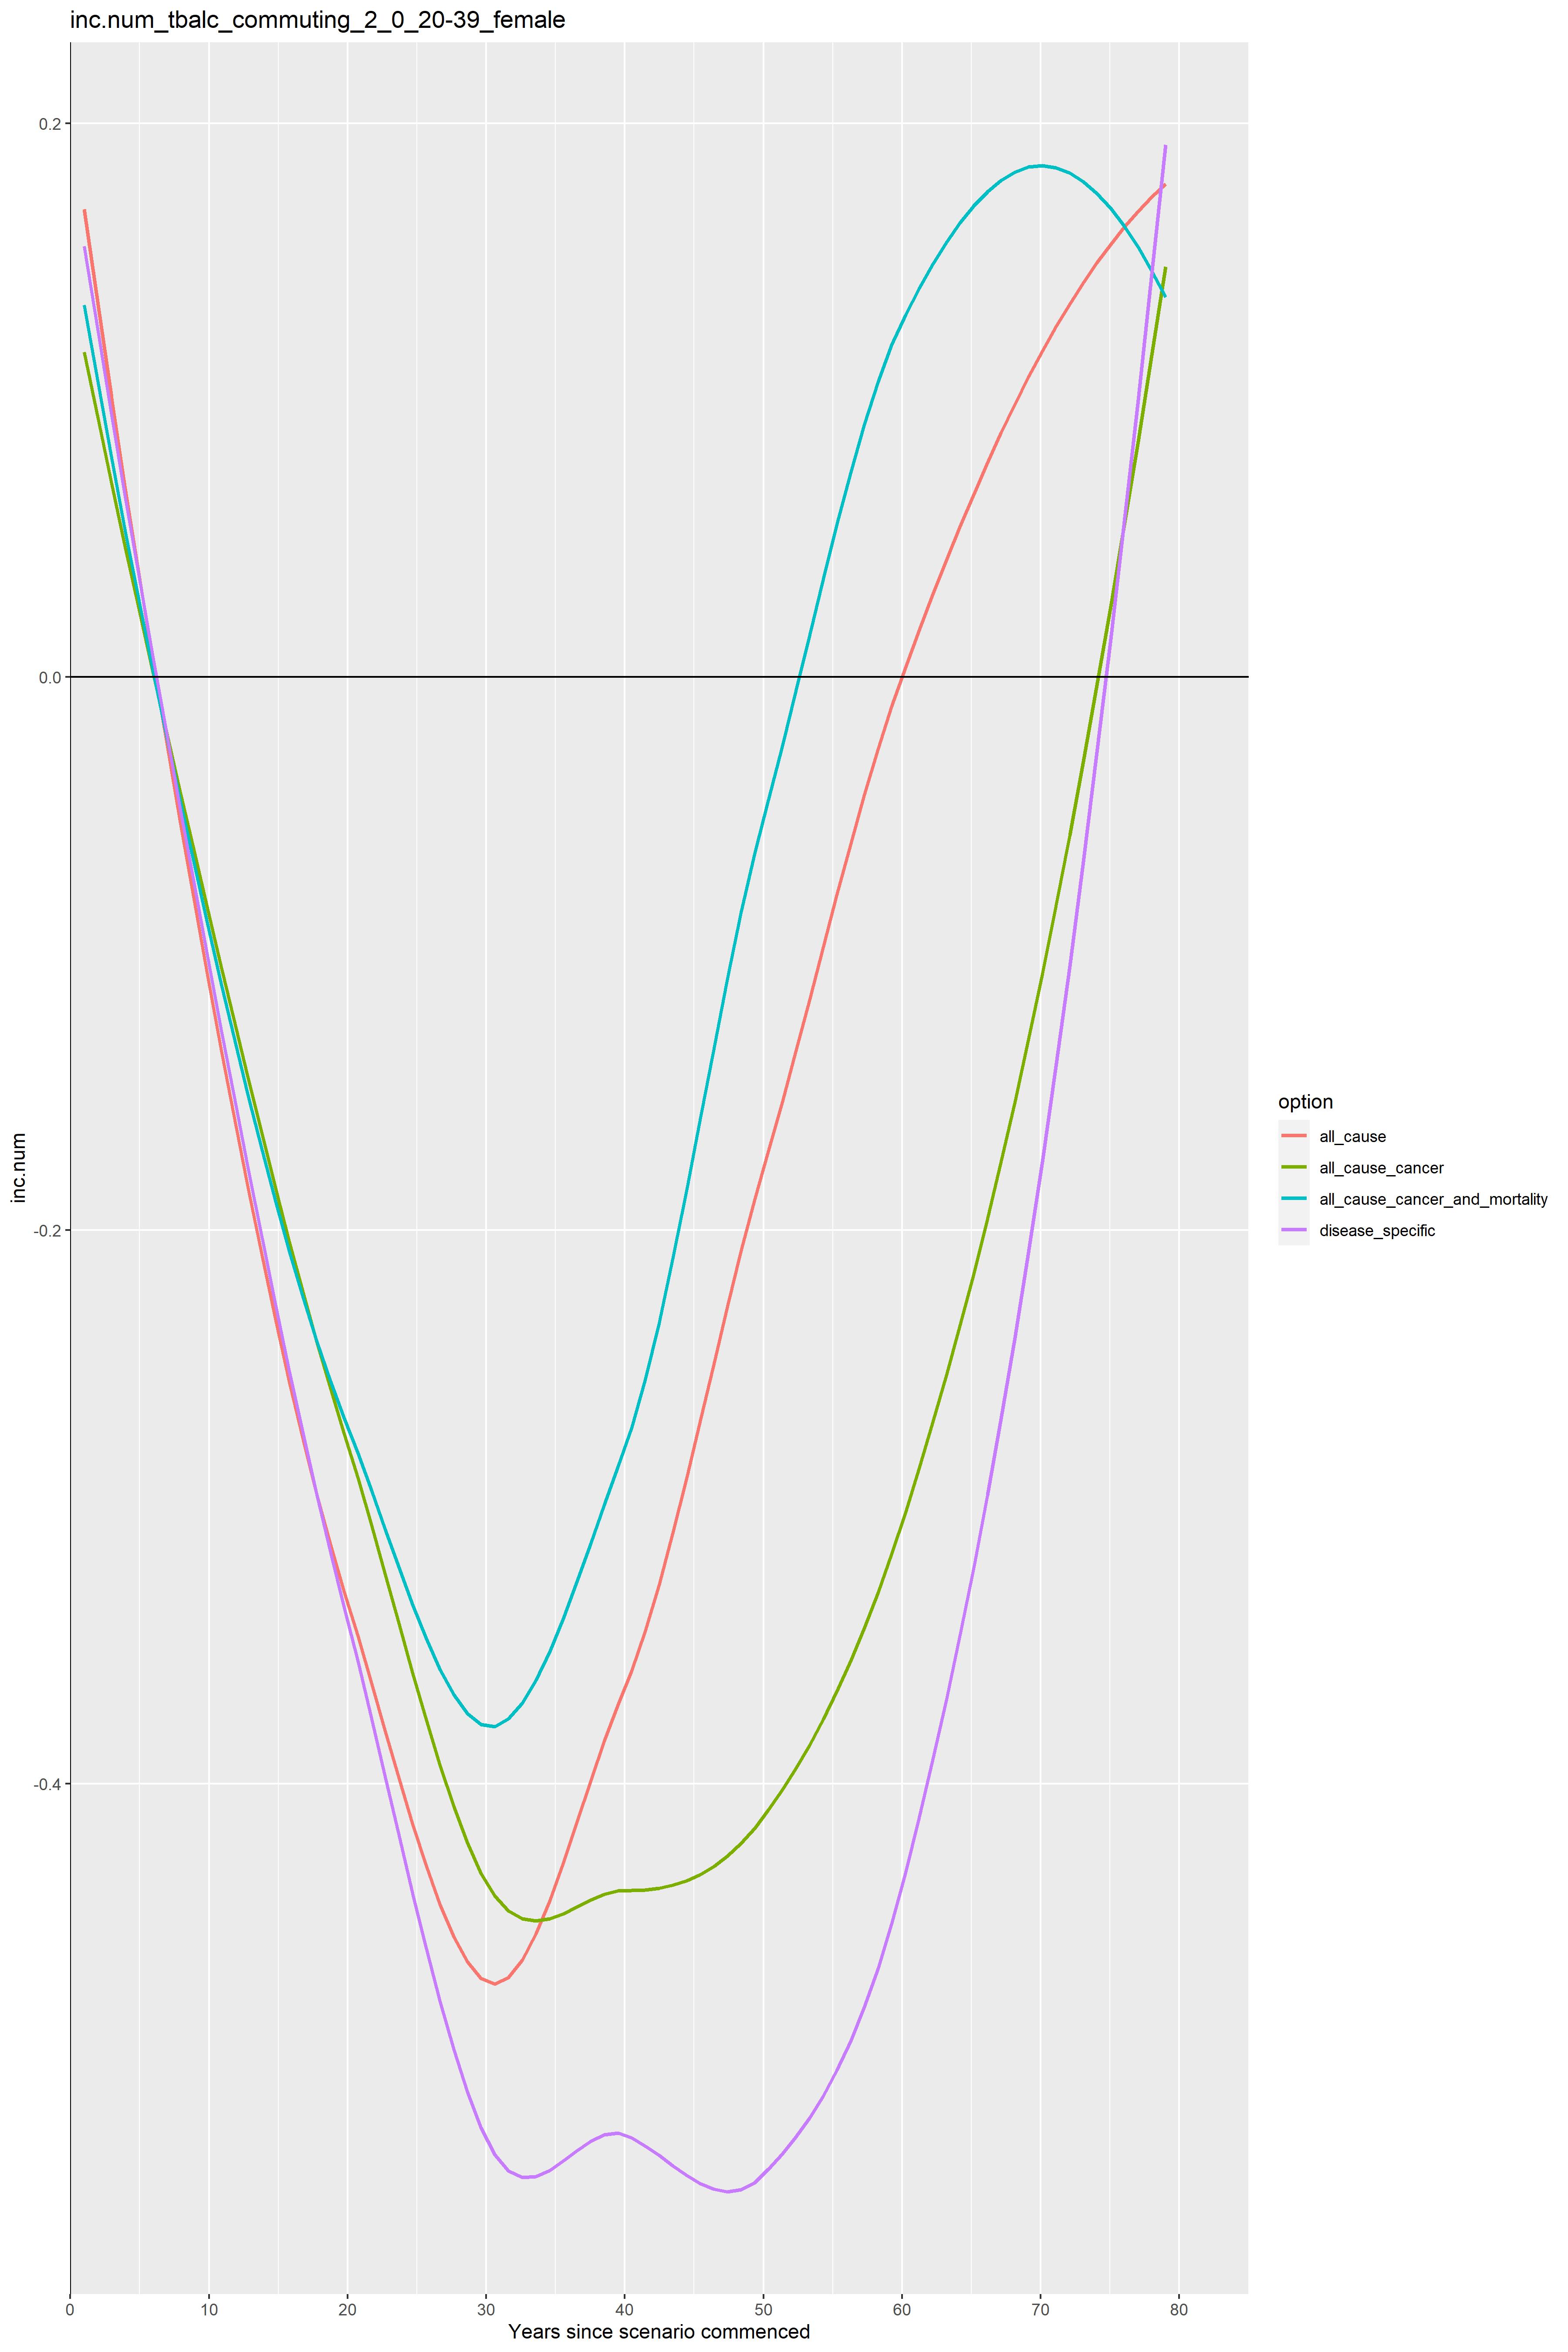 inc.num_tbalc_commuting_2_0_20-39_female
0.2
0.0
-0.2
-0.4
inc.num
0 10 20 30 40 50 60 70 80
Years since scenario commenced
option
all_cause
all_cause_cancer
all_cause_cancer_and_mortality
disease_specific